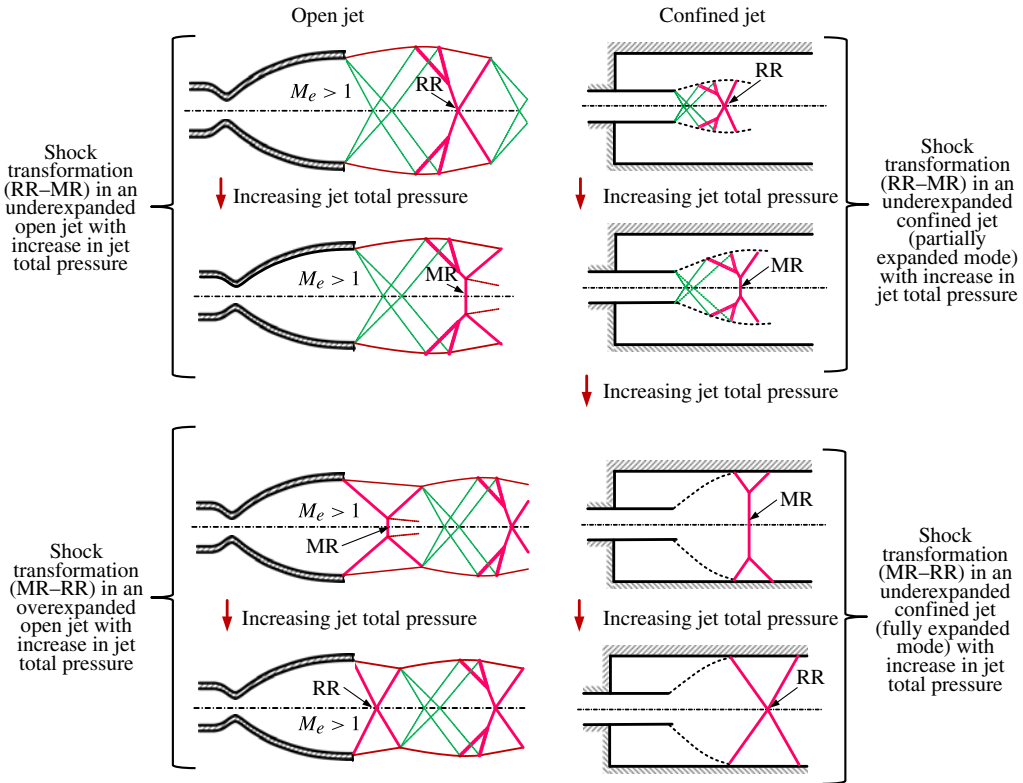 Open jet
Confined jet
Shock
transformation
(RR–MR) in an
underexpanded
open jet with
increase in jet
total pressure
M_e > 1
RR
Increasing jet total pressure
M_e > 1
MR
RR
Increasing jet total pressure
MR
Shock
transformation
(RR–MR) in an
underexpanded
confined jet
(partially
expanded mode)
with increase in
jet total pressure
Increasing jet total pressure
Shock
transformation
(MR–RR) in an
overexpanded
open jet with
increase in jet
total pressure
M_e > 1
MR
Increasing jet total pressure
RR
M_e > 1
MR
Increasing jet total pressure
RR
Shock
transformation
(MR–RR) in an
underexpanded
confined jet
(fully expanded
mode) with
increase in jet
total pressure